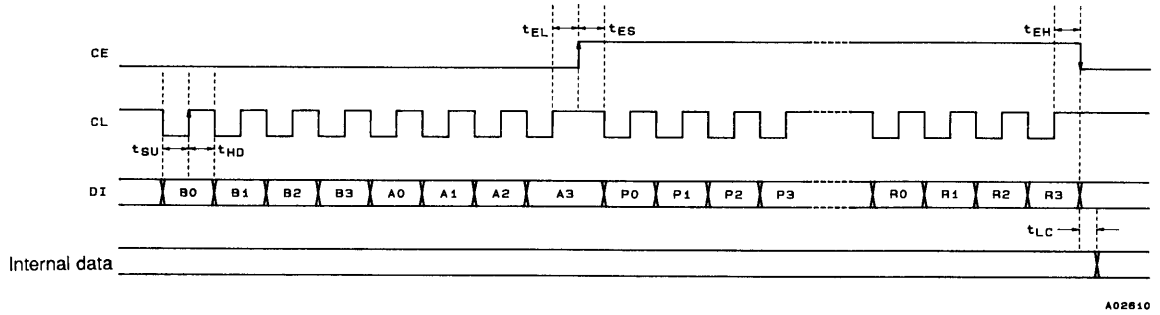 tEL tES tEH
CE
CL
tSU tHD
DI B0 B1 B2 B3 A0 A1 A2 A3 P0 P1 P2 P3 R0 R1 R2 R3
tLC
Internal data
A02610